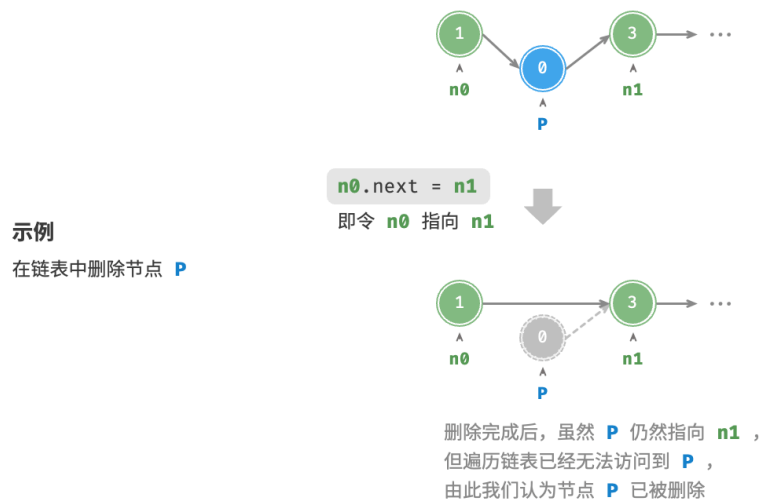 1
0
3
...
n0
P
n1
n0.next = n1
即令 n0 指向 n1
示例
在链表中删除节点 P
1
0
3
...
n0
P
n1
删除完成后，虽然 P 仍然指向 n1 ，
但遍历链表已经无法访问到 P ，
由此我们认为节点 P 已被删除